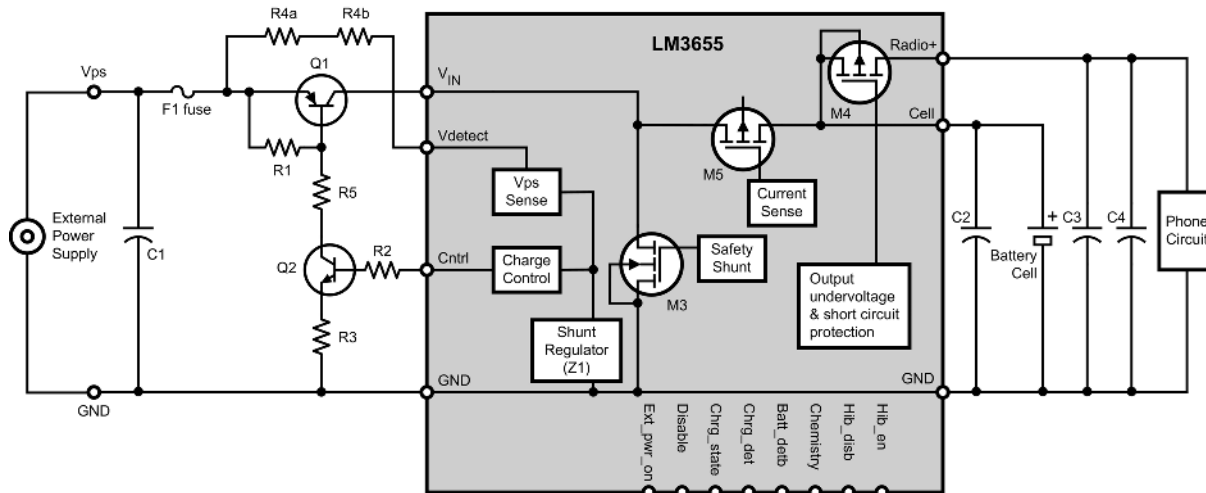 R4a
R4b
LM3655
Radio+
Vps
Q1
VIN
F1 fuse
M4
Cell
Vdetect
R1
M5
Vps
Sense
Current
Sense
R5
External
Power
Supply
C1
C2
+
C3
C4
Phone
Circuit
Battery
Cell
Q2
R2
Cntrl
Charge
Control
Safety
Shunt
M3
Output
undervoltage
& short circuit
protection
R3
Shunt
Regulator
(Z1)
GND
GND
GND
Ext_pwr_on
Disable
Chrg_state
Chrg_det
Batt_detb
Chemistry
Hib_disb
Hib_en